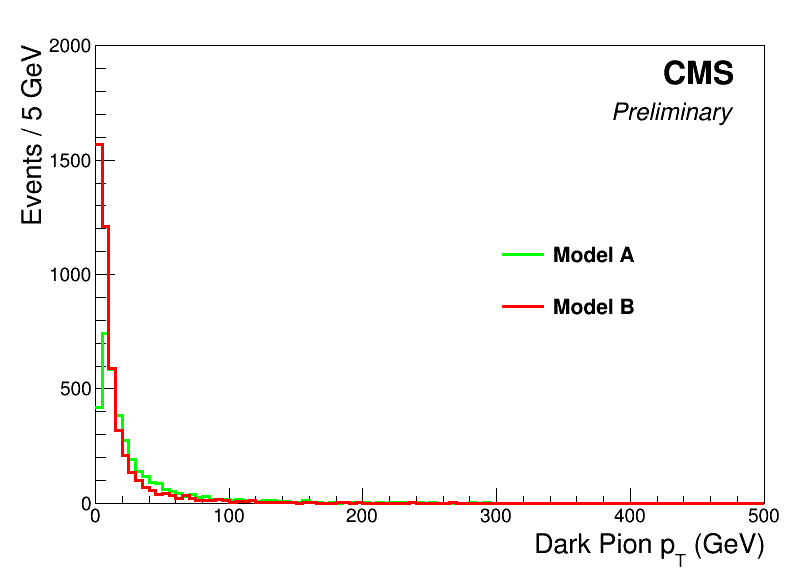 CMS
Preliminary
Events / 5 GeV
2000
1500
1000
500
0
Model A
Model B
0 100 200 300 400 500
Dark Pion p_T (GeV)